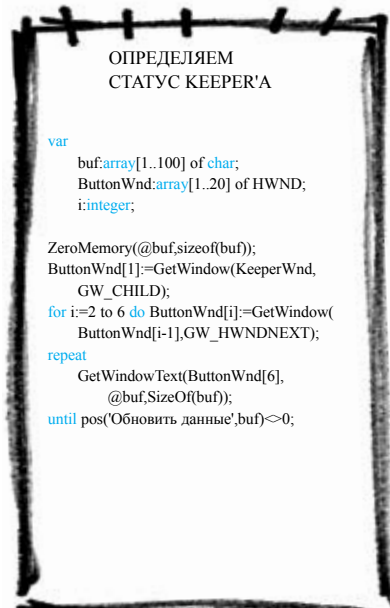 ОПРЕДЕЛЯЕМ
СТАТУС KEEPER'А
var
buf:array[1..100] of char;
ButtonWnd:array[1..20] of HWND;
i:integer;
ZeroMemory(@buf,sizeof(buf));
ButtonWnd[1]:=GetWindow(KeeperWnd,
GW_CHILD);
for i:=2 to 6 do ButtonWnd[i]:=GetWindow(
ButtonWnd[i-1],GW_HWNDNEXT);
repeat
GetWindowText(ButtonWnd[6],
@buf,SizeOf(buf));
until pos('Обновить данные',buf)<>0;